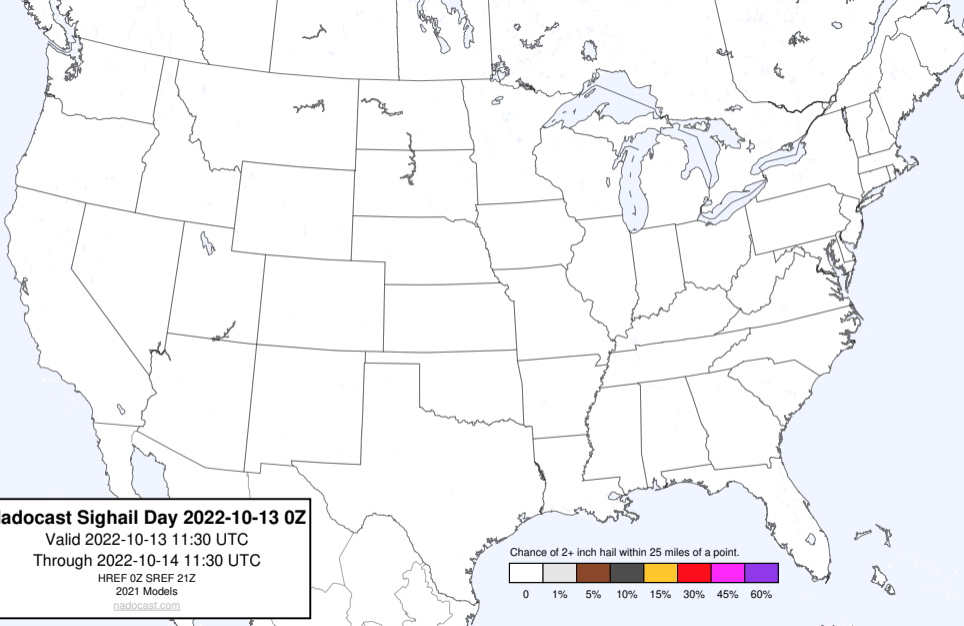 adocast Sighail Day 2022-10-13 0Z
Valid 2022-10-13 11:30 UTC
Through 2022-10-14 11:30 UTC
HREF 0Z SREF 21Z
2021 Models
nadocast.com
Chance of 2+ inch hail within 25 miles of a point.
0 1% 5% 10% 15% 30% 45% 60%